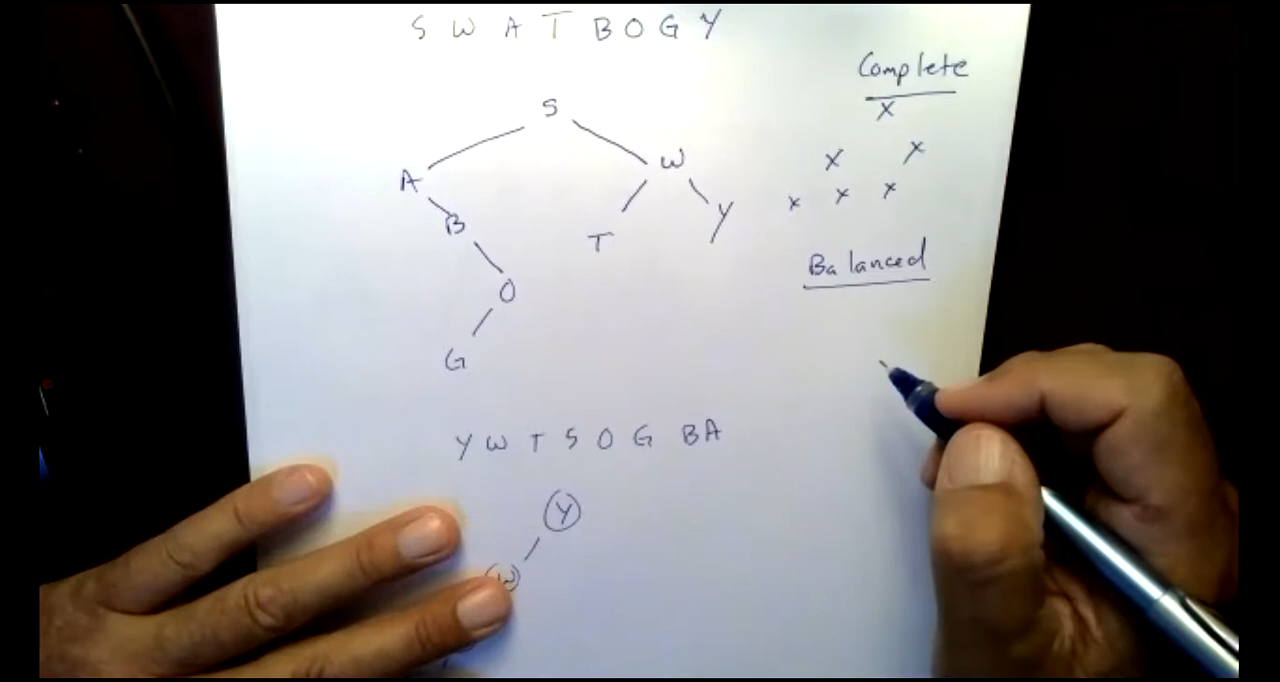 S W A T B O G Y
Complete
S
X
A
W
X X
B
T
Y
X X X
O
Balanced
G
Y W T S O G B A
Y
W